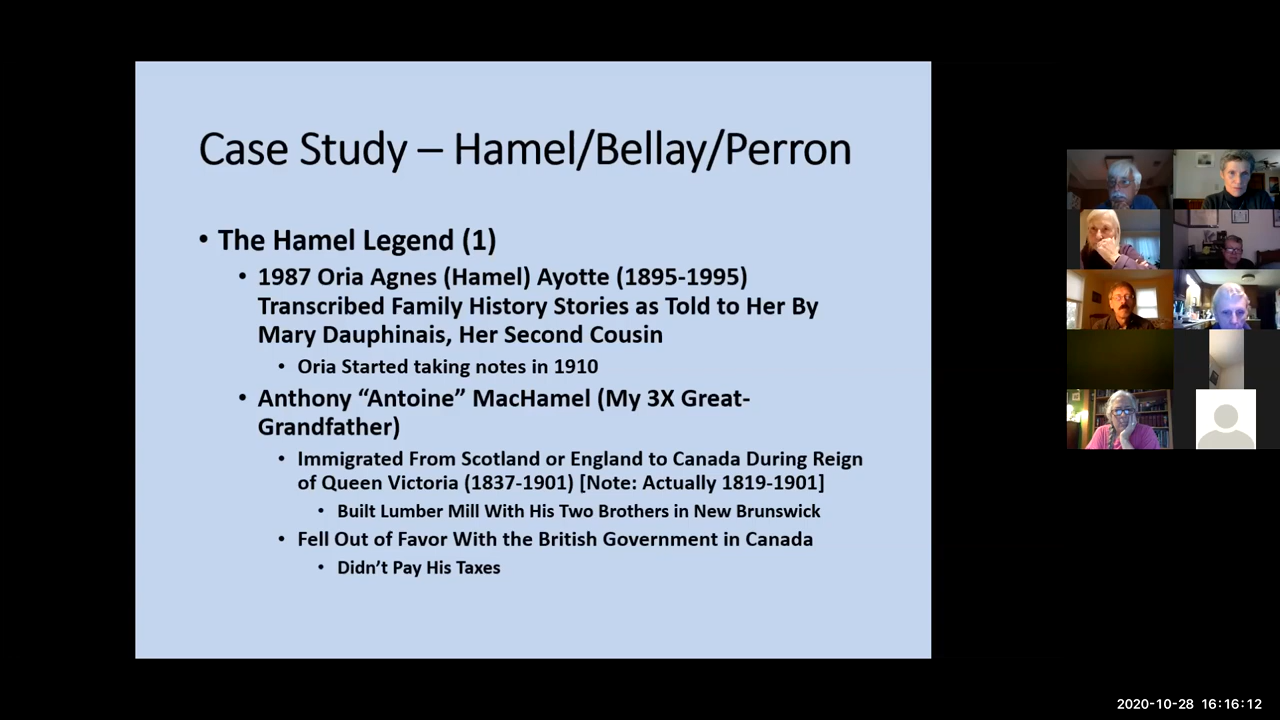 Case Study – Hamel/Bellay/Perron
• The Hamel Legend (1)
• 1987 Oria Agnes (Hamel) Ayotte (1895-1995)
Transcribed Family History Stories as Told to Her By
Mary Dauphinais, Her Second Cousin
• Oria Started taking notes in 1910
• Anthony “Antoine” MacHamel (My 3X Great-
Grandfather)
• Immigrated From Scotland or England to Canada During Reign
of Queen Victoria (1837-1901) [Note: Actually 1819-1901]
• Built Lumber Mill With His Two Brothers in New Brunswick
• Fell Out of Favor With the British Government in Canada
• Didn’t Pay His Taxes
2020-10-28 16:16:12